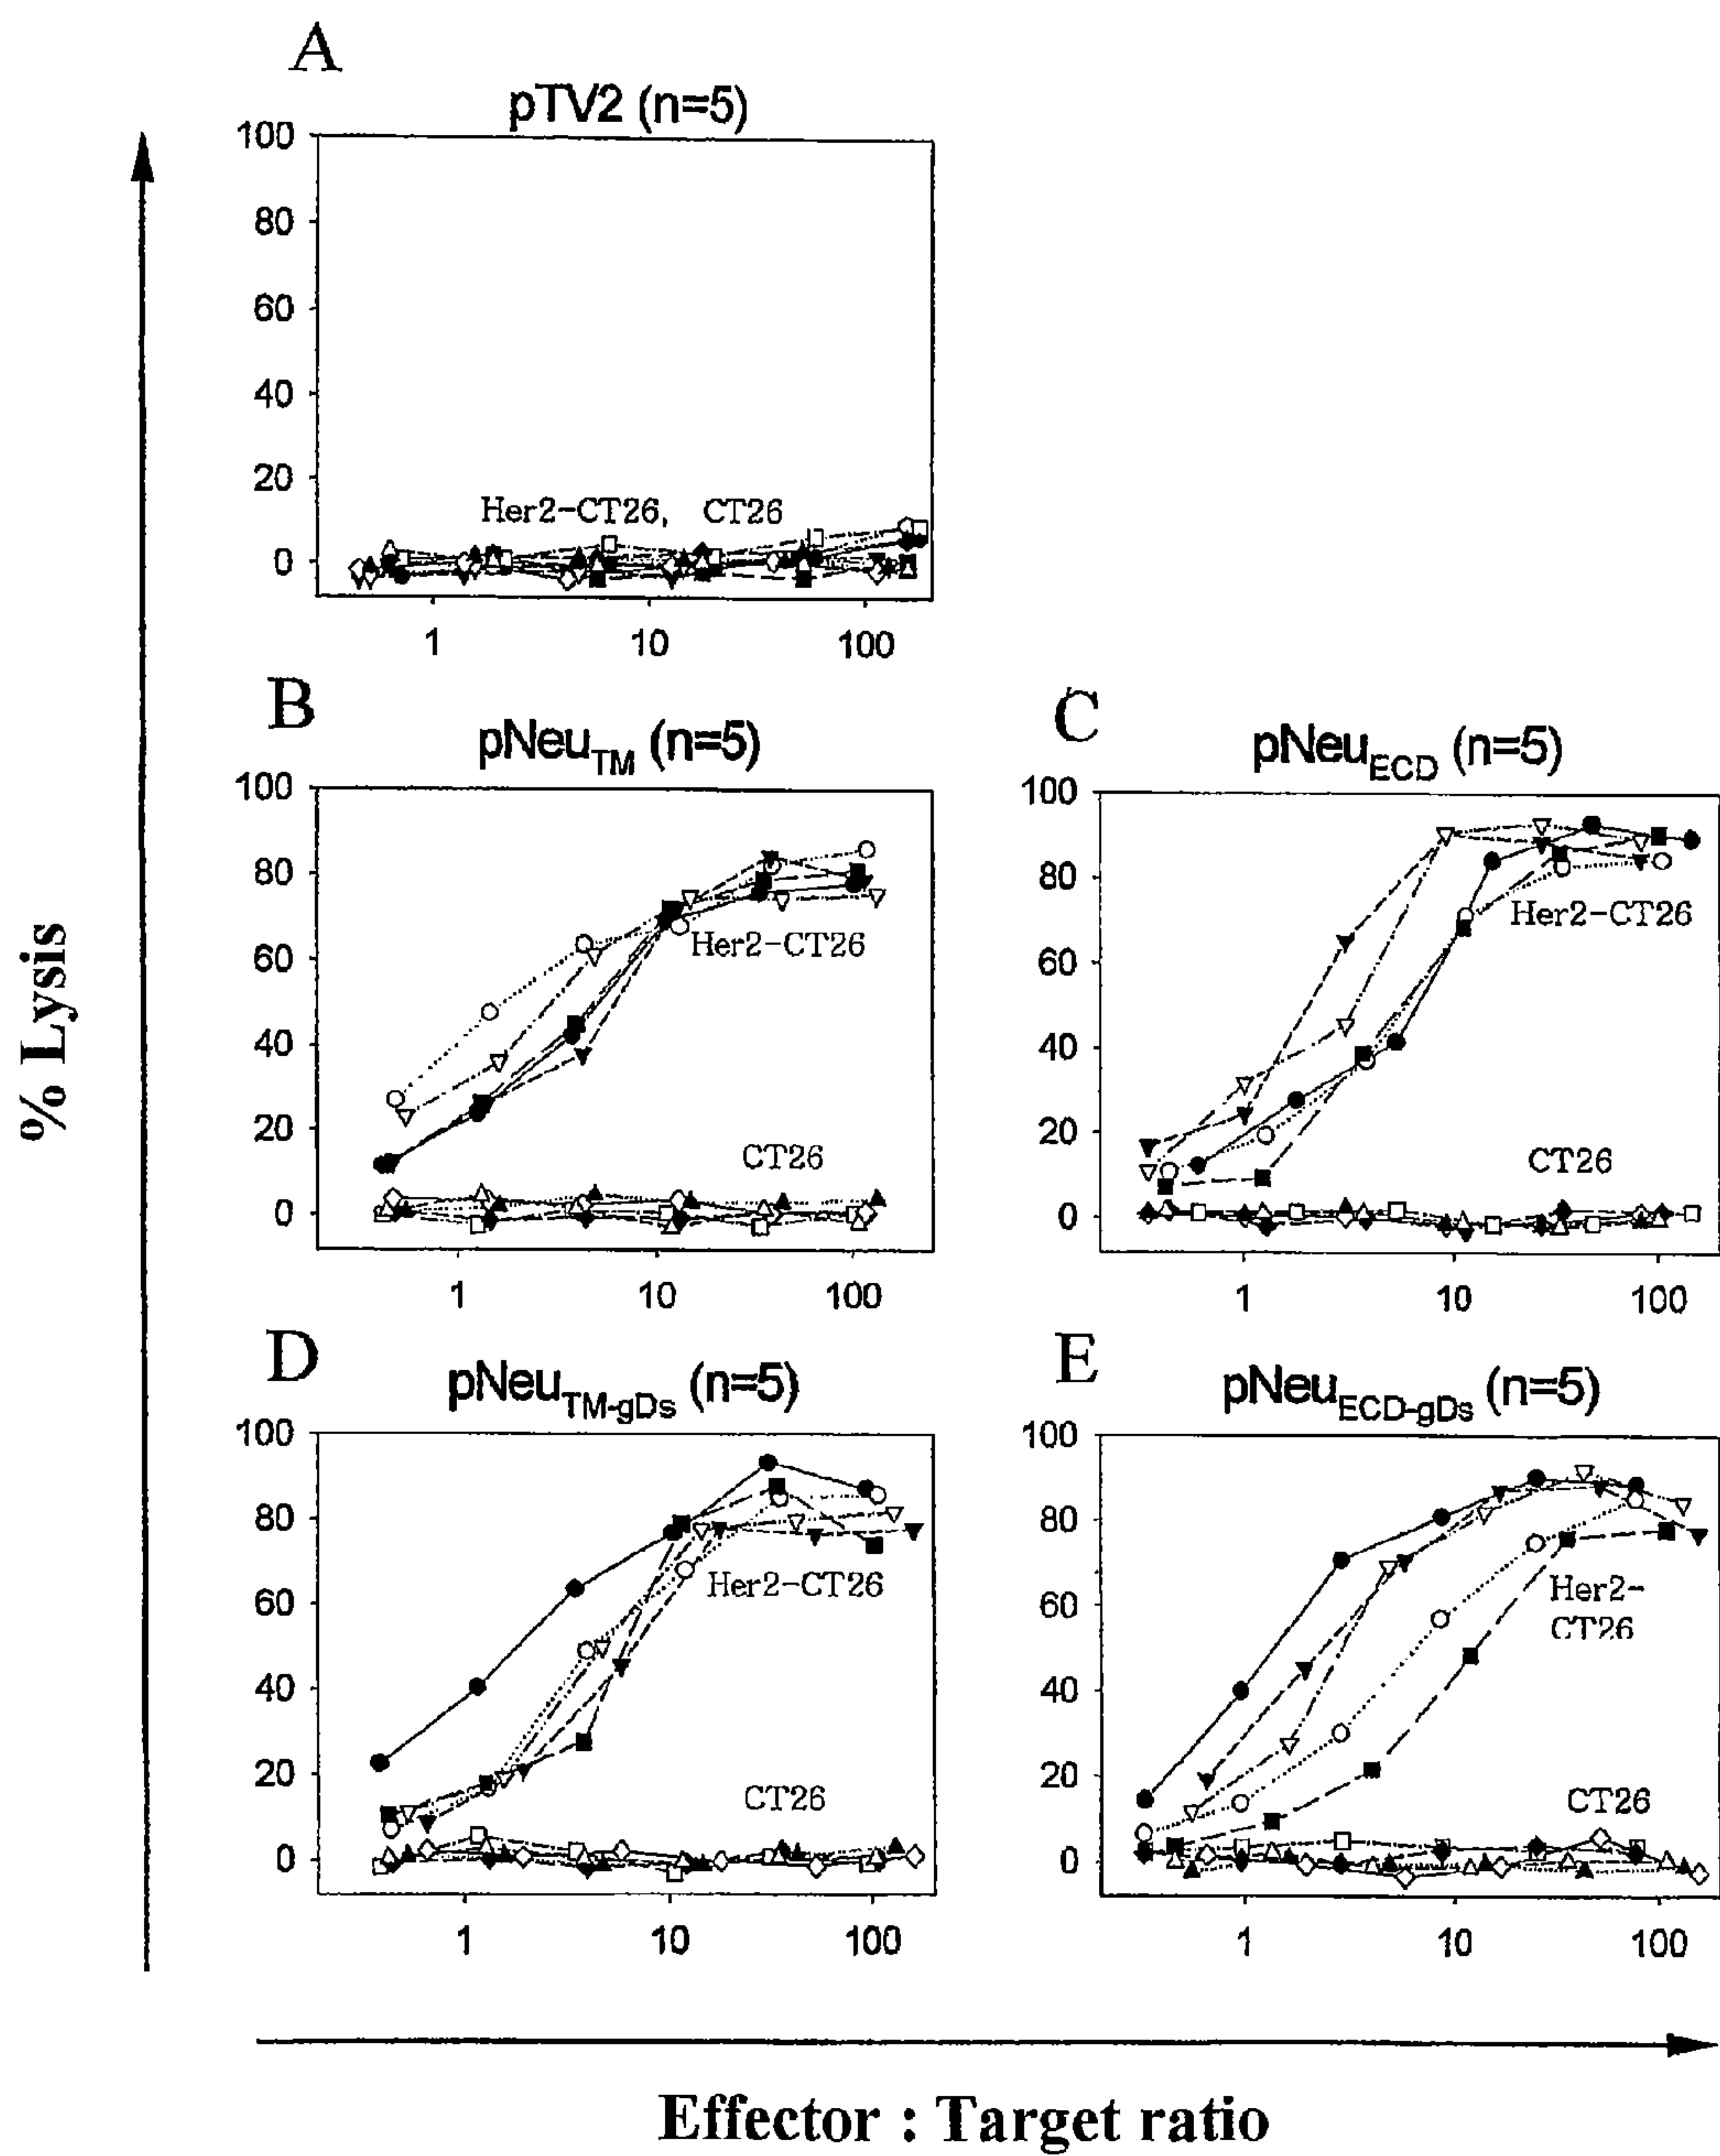 A
pTV2 (n=5)
100
80
60
40
20
0
Her2-CT26, CT26
1 10 100
B
pNeuTM (n=5)
100
80
60
40
20
0
Her2-CT26
CT26
1 10 100
C
pNeuECD (n=5)
100
80
60
40
20
0
Her2-CT26
CT26
1 10 100
D
pNeuTM-gDs (n=5)
100
80
60
40
20
0
Her2-CT26
CT26
1 10 100
E
pNeuECD-gDs (n=5)
100
80
60
40
20
0
Her2-
CT26
CT26
1 10 100
% Lysis
Effector : Target ratio